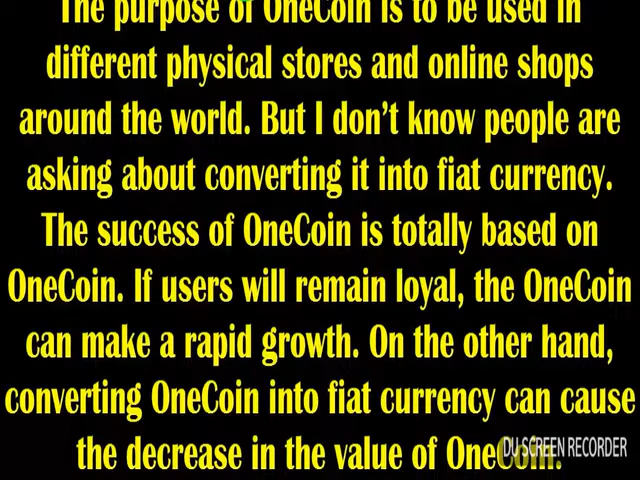 The purpose of OneCoin is to be used in
different physical stores and online shops
around the world. But I don't know people are
asking about converting it into fiat currency.
The success of OneCoin is totally based on
OneCoin. If users will remain loyal, the OneCoin
can make a rapid growth. On the other hand,
converting OneCoin into fiat currency can cause
the decrease in the value of OneCoin.
DU SCREEN RECORDER